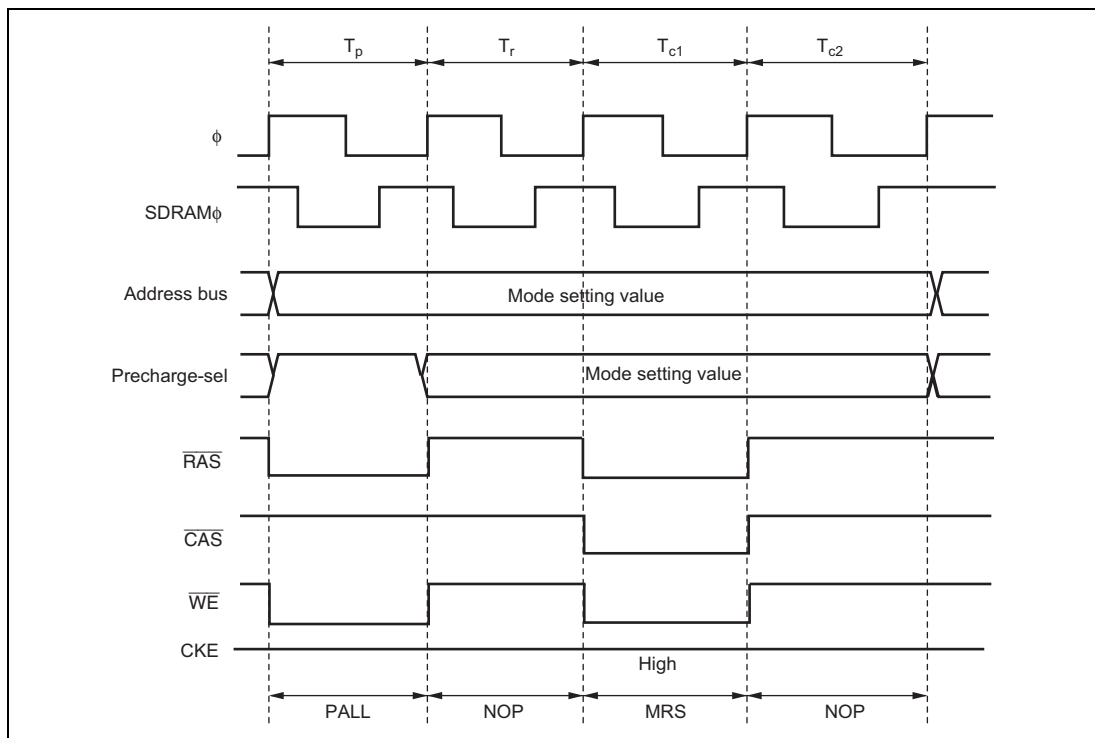 Tp Tr Tc1 Tc2
ϕ
SDRAMϕ
Address bus Mode setting value
Precharge-sel Mode setting value
RAS
CAS
WE
CKE High
PALL NOP MRS NOP